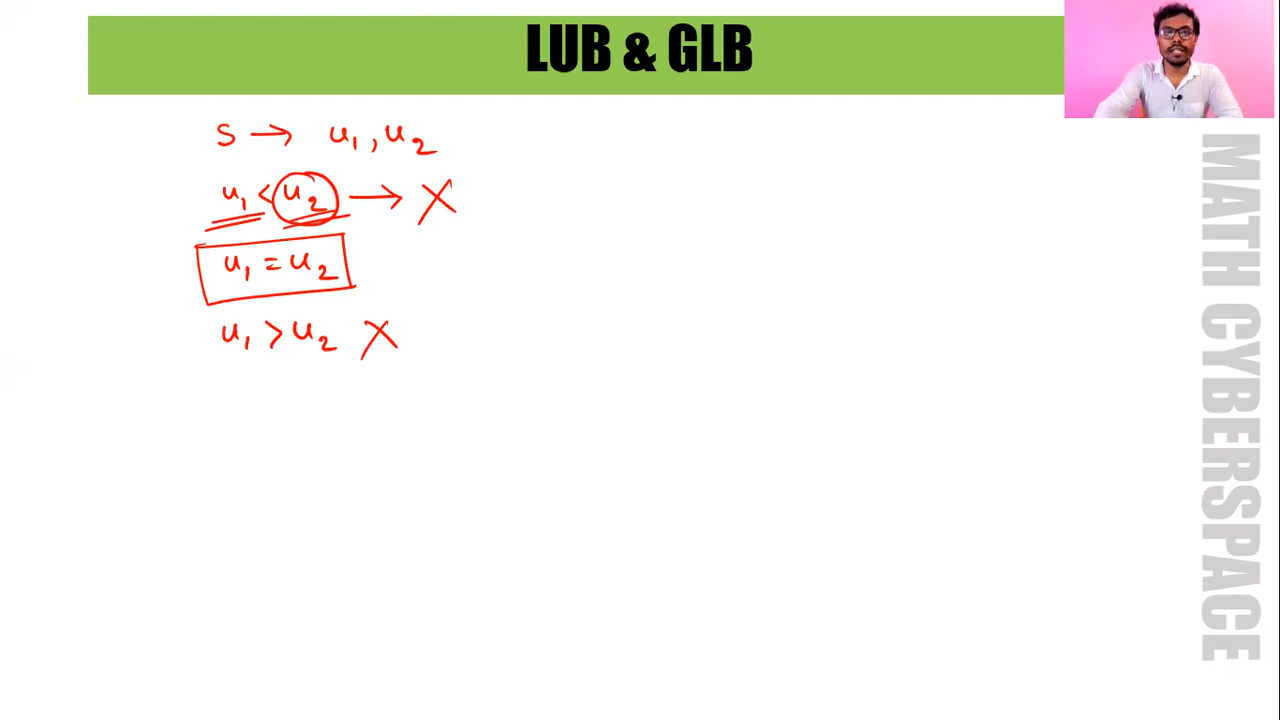 LUB & GLB
S → u₁, u₂
u₁ < u₂ → X
u₁ = u₂
u₁ > u₂ X
MATH CYBERSPACE